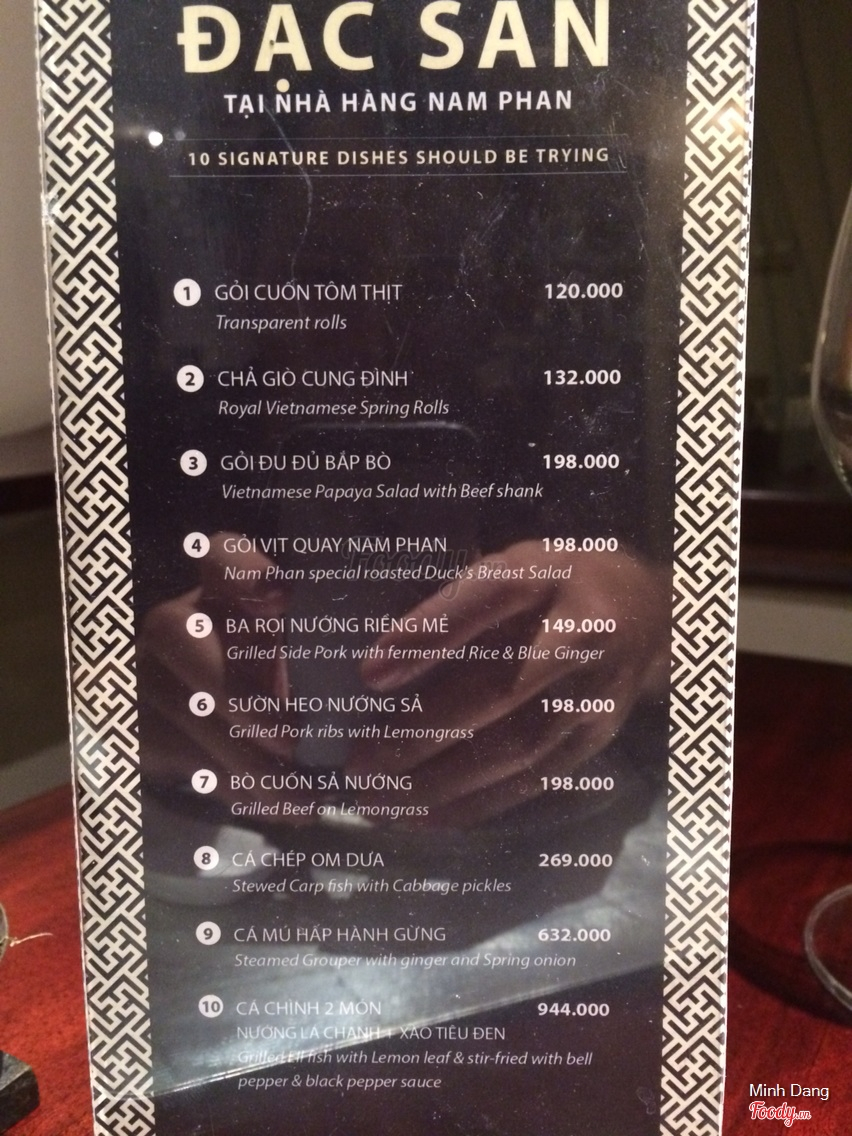 ĐẶC SẢN
TẠI NHÀ HÀNG NAM PHAN
10 SIGNATURE DISHES SHOULD BE TRYING
1 GỎI CUỐN TÔM THỊT 120.000
Transparent rolls
2 CHẢ GIÒ CUNG ĐÌNH 132.000
Royal Vietnamese Spring Rolls
3 GỎI ĐU ĐỦ BẮP BÒ 198.000
Vietnamese Papaya Salad with Beef shank
4 GỎI VỊT QUAY NAM PHAN 198.000
Nam Phan special roasted Duck's Breast Salad
5 BA RỌI NƯỚNG RIỀNG MẺ 149.000
Grilled Side Pork with fermented Rice & Blue Ginger
6 SƯỜN HEO NƯỚNG SẢ 198.000
Grilled Pork ribs with Lemongrass
7 BÒ CUỐN SẢ NƯỚNG 198.000
Grilled Beef on Lemongrass
8 CÁ CHÉP OM DƯA 269.000
Stewed Carp fish with Cabbage pickles
9 CÁ MÚ HẤP HÀNH GỪNG 632.000
Steamed Grouper with ginger and Spring onion
10 CÁ CHÌNH 2 MÓN 944.000
NƯỚNG LÁ CHANH + XÀO TIÊU ĐEN
Grilled fish with Lemon leaf & stir-fried with bell
pepper & black pepper sauce
Minh Dang
Foody.vn